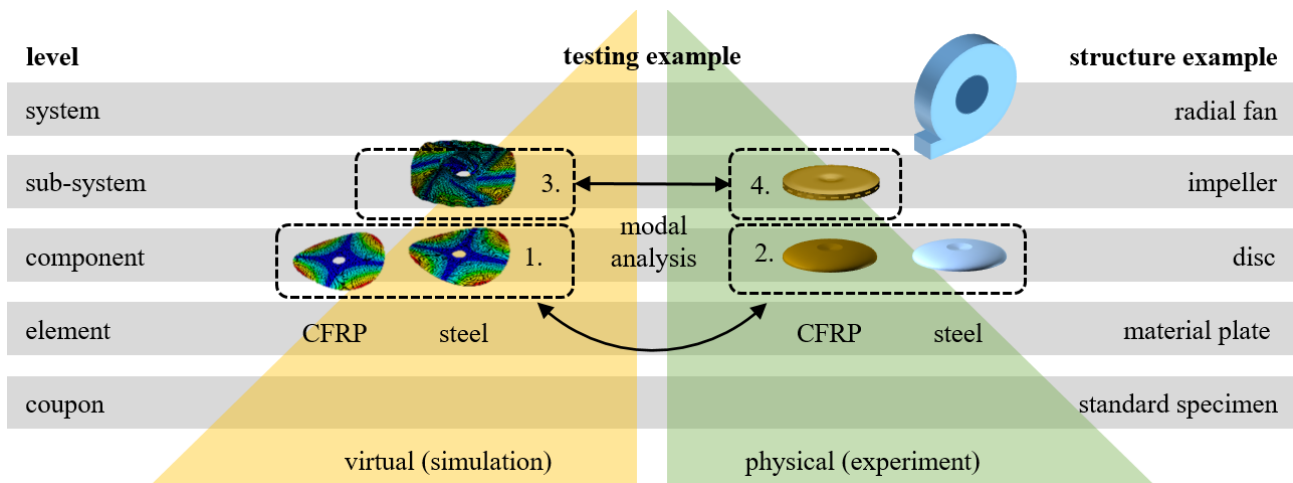 level
testing example
structure example
system
radial fan
sub-system
3.
4.
impeller
component
1.
modal
analysis
2.
disc
element
CFRP
steel
CFRP
steel
material plate
coupon
standard specimen
virtual (simulation)
physical (experiment)